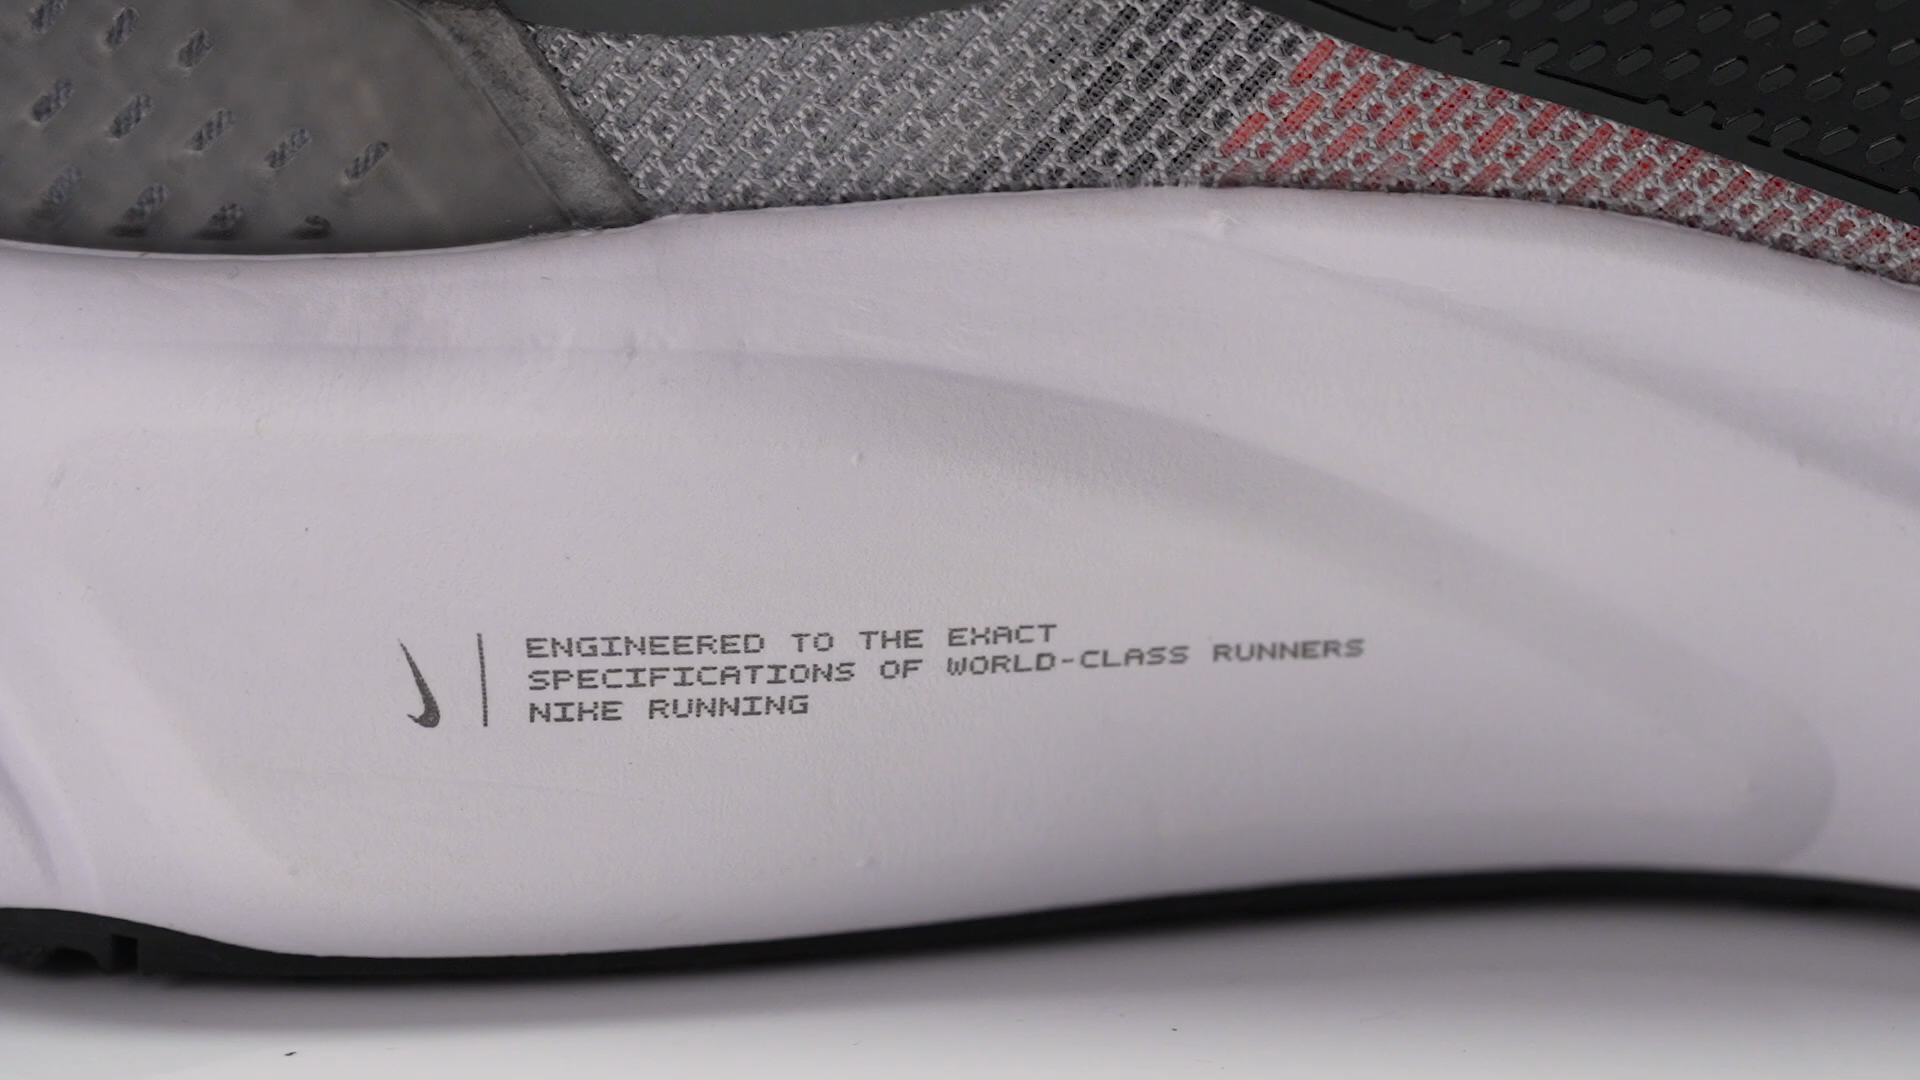 ENGINEERED TO THE EXACT
SPECIFICATIONS OF WORLD-CLASS RUNNERS
NIKE RUNNING